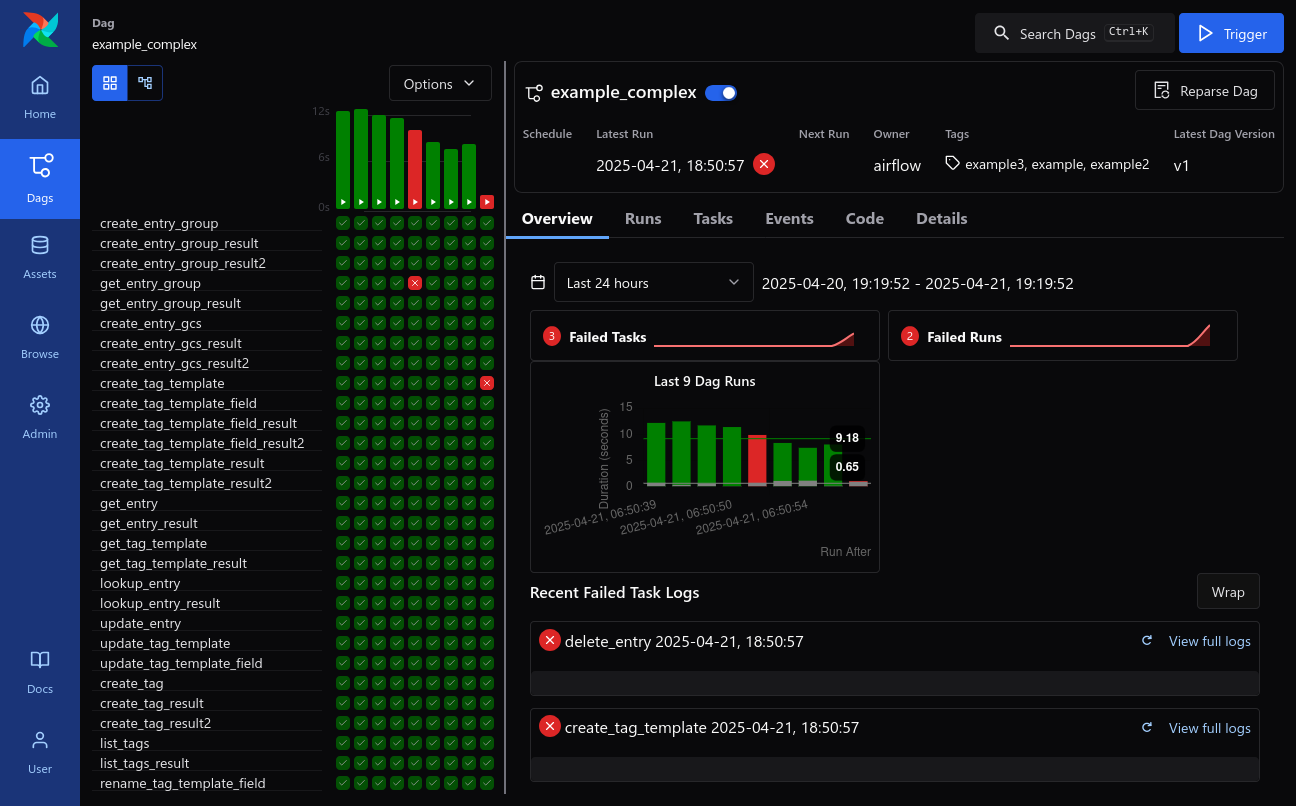 Dag
example_complex
Search Dags Ctrl+K
Trigger
Home
Dags
Assets
Browse
Admin
Docs
User
Options
12s
6s
0s
create_entry_group
create_entry_group_result
create_entry_group_result2
get_entry_group
get_entry_group_result
create_entry_gcs
create_entry_gcs_result
create_entry_gcs_result2
create_tag_template
create_tag_template_field
create_tag_template_field_result
create_tag_template_field_result2
create_tag_template_result
create_tag_template_result2
get_entry
get_entry_result
get_tag_template
get_tag_template_result
lookup_entry
lookup_entry_result
update_entry
update_tag_template
update_tag_template_field
create_tag
create_tag_result
create_tag_result2
list_tags
list_tags_result
rename_tag_template_field
example_complex
Reparse Dag
Schedule Latest Run Next Run Owner Tags Latest Dag Version
2025-04-21, 18:50:57 airflow example3, example, example2 v1
Overview Runs Tasks Events Code Details
Last 24 hours 2025-04-20, 19:19:52 - 2025-04-21, 19:19:52
3 Failed Tasks
2 Failed Runs
Last 9 Dag Runs
Duration (seconds)
15
10
5
0
9.18
0.65
2025-04-21, 06:50:39
2025-04-21, 06:50:50
2025-04-21, 06:50:54
Run After
Recent Failed Task Logs
Wrap
delete_entry 2025-04-21, 18:50:57 View full logs
create_tag_template 2025-04-21, 18:50:57 View full logs